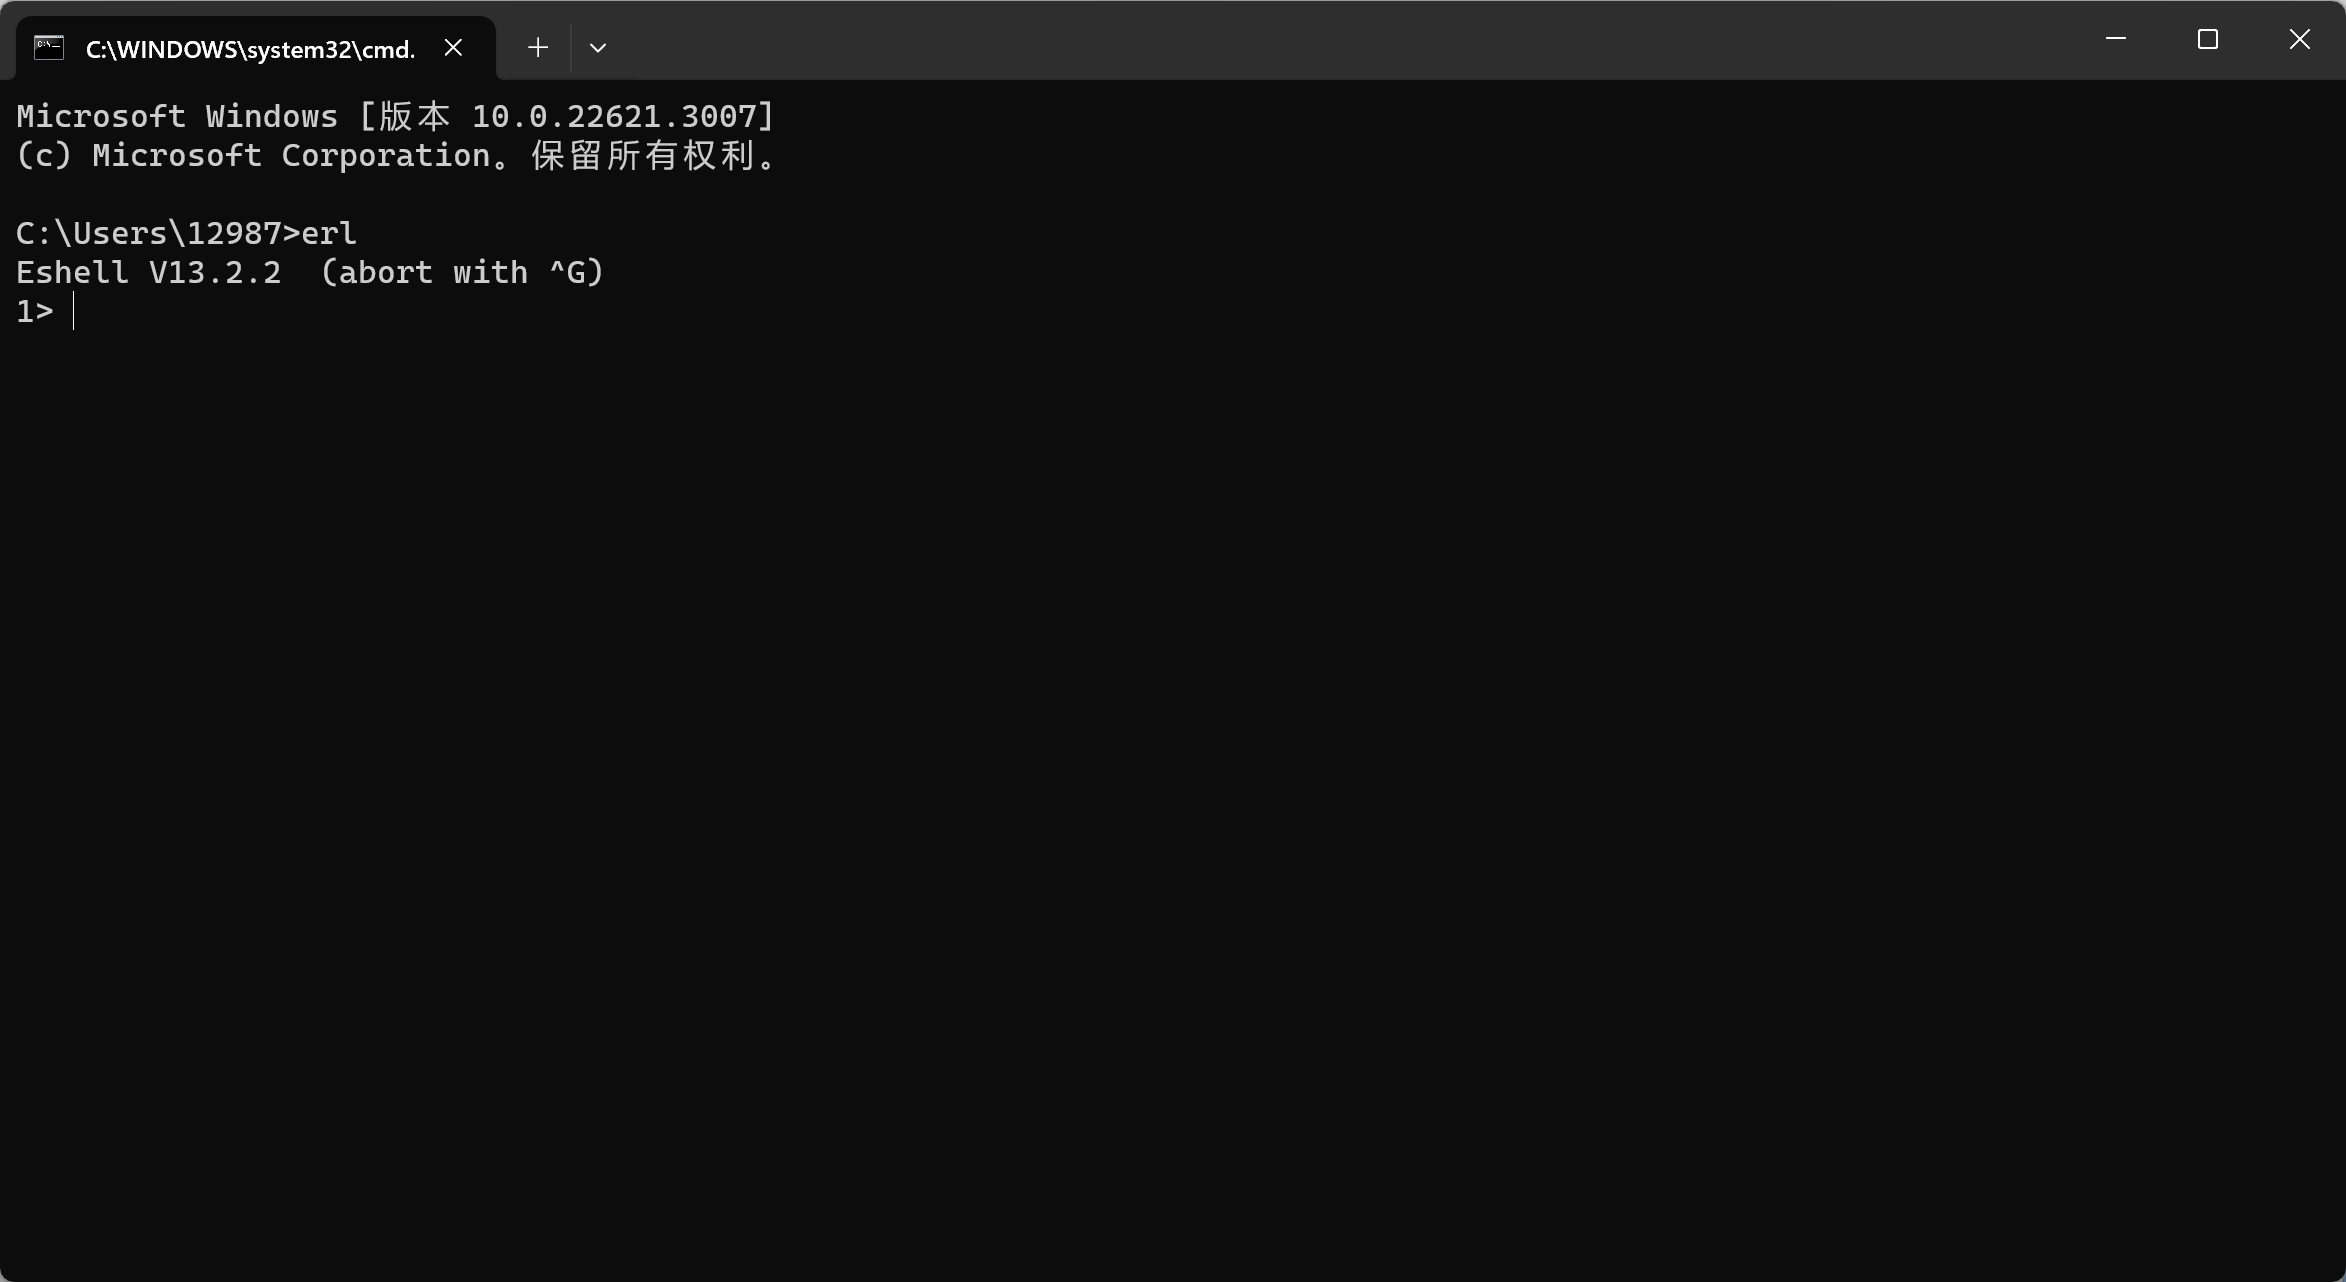 C:\WINDOWS\system32\cmd.
Microsoft Windows [版本 10.0.22621.3007]
(c) Microsoft Corporation。保留所有权利。
C:\Users\12987>erl
Eshell V13.2.2  (abort with ^G)
1>